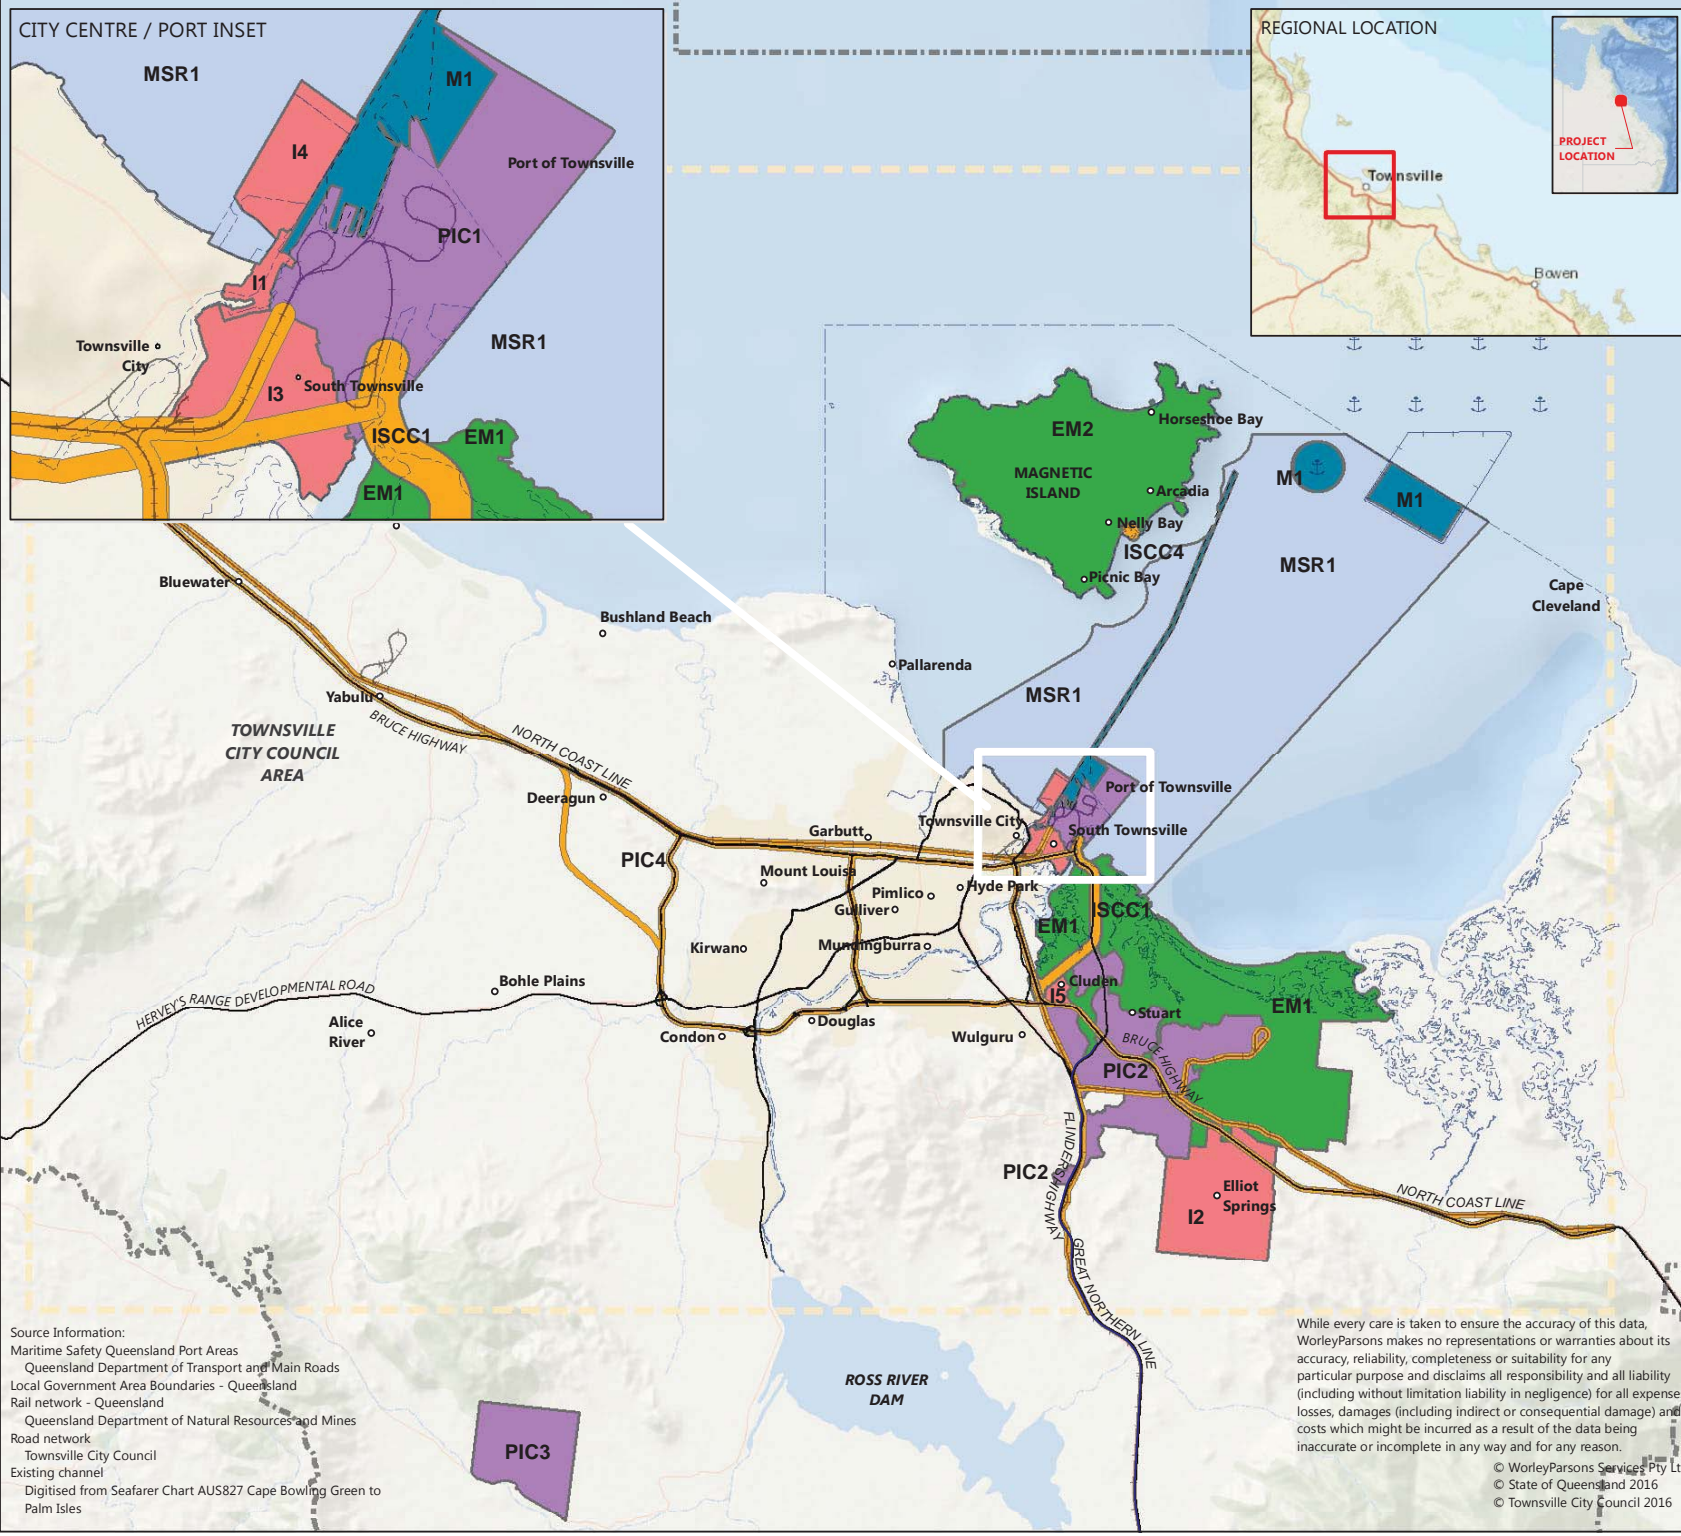 CITY CENTRE / PORT INSET
MSR1
M1
I4
Port of Townsville
PIC1
I1
MSR1
Townsville
City
I3
South Townsville
ISCC1
EM1
EM1
REGIONAL LOCATION
Townsville
Bowen
PROJECT
LOCATION
EM2
Horseshoe Bay
MAGNETIC
ISLAND
Arcadia
Nelly Bay
ISCC4
Picnic Bay
M1
M1
MSR1
Cape
Cleveland
Bluewater
Bushland Beach
Pallarenda
MSR1
Yabulu
BRUCE HIGHWAY
NORTH COAST LINE
TOWNSVILLE
CITY COUNCIL
AREA
Deeragun
Port of Townsville
Garbutt
Townsville City
South Townsville
PIC4
Mount Louisa
Pimlico
Hyde Park
Gulliver
ISCC1
EM1
Kirwan
Mundingburra
Bohle Plains
HERVEY'S RANGE DEVELOPMENTAL ROAD
Cluden
I5
EM1
Stuart
Alice
River
Douglas
Condon
Wulguru
BRUCE HIGHWAY
PIC2
FLINDERS HIGHWAY
PIC2
Elliot
Springs
I2
NORTH COAST LINE
GREAT NORTHERN LINE
ROSS RIVER
DAM
PIC3
Source Information:
Maritime Safety Queensland Port Areas
Queensland Department of Transport and Main Roads
Local Government Area Boundaries - Queensland
Rail network - Queensland
Queensland Department of Natural Resources and Mines
Road network
Townsville City Council
Existing channel
Digitised from Seafarer Chart AUS827 Cape Bowling Green to
Palm Isles
While every care is taken to ensure the accuracy of this data,
WorleyParsons makes no representations or warranties about its
accuracy, reliability, completeness or suitability for any
particular purpose and disclaims all responsibility and all liability
(including without limitation liability in negligence) for all expense
losses, damages (including indirect or consequential damage) and
costs which might be incurred as a result of the data being
inaccurate or incomplete in any way and for any reason.
© WorleyParsons Services Pty Lt
© State of Queensland 2016
© Townsville City Council 2016